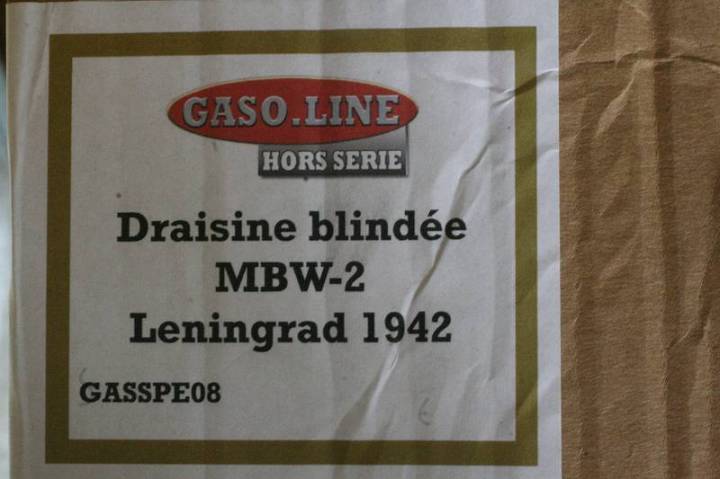 GASO.LINE
HORS SERIE
Draisine blindée
MBW-2
Leningrad 1942
GASSPE08